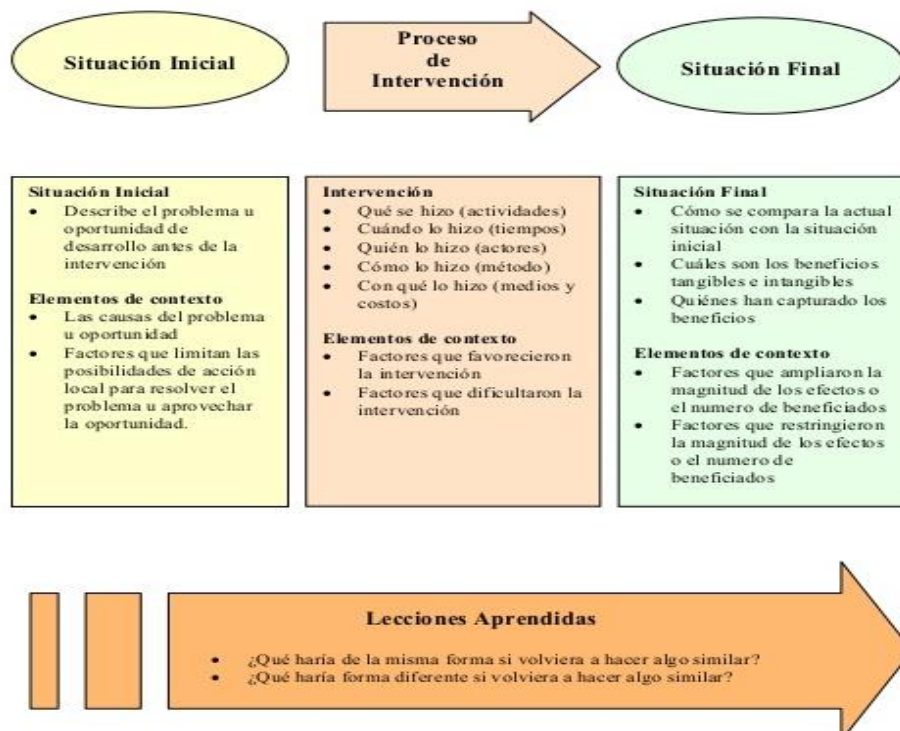 Situación Inicial
Proceso
de
Intervención
Situación Final
Situación Inicial
• Describe el problema u
oportunidad de
desarrollo antes de la
intervención
Elementos de contexto
• Las causas del problema
u oportunidad
• Factores que limitan las
posibilidades de acción
local para resolver el
problema u aprovechar
la oportunidad.
Intervención
• Qué se hizo (actividades)
• Cuándo lo hizo (tiempos)
• Quién lo hizo (actores)
• Cómo lo hizo (método)
• Con qué lo hizo (medios y
costos)
Elementos de contexto
• Factores que favorecieron
la intervención
• Factores que dificultaron la
intervención
Situación Final
• Cómo se compara la actual
situación con la situación
inicial
• Cuáles son los beneficios
tangibles e intangibles
• Quiénes han capturado los
beneficios
Elementos de contexto
• Factores que ampliaron la
magnitud de los efectos o
el numero de beneficiados
• Factores que restringieron
la magnitud de los efectos
o el numero de
beneficiados
Lecciones Aprendidas
• ¿Qué haría de la misma forma si volviera a hacer algo similar?
• ¿Qué haría forma diferente si volviera a hacer algo similar?